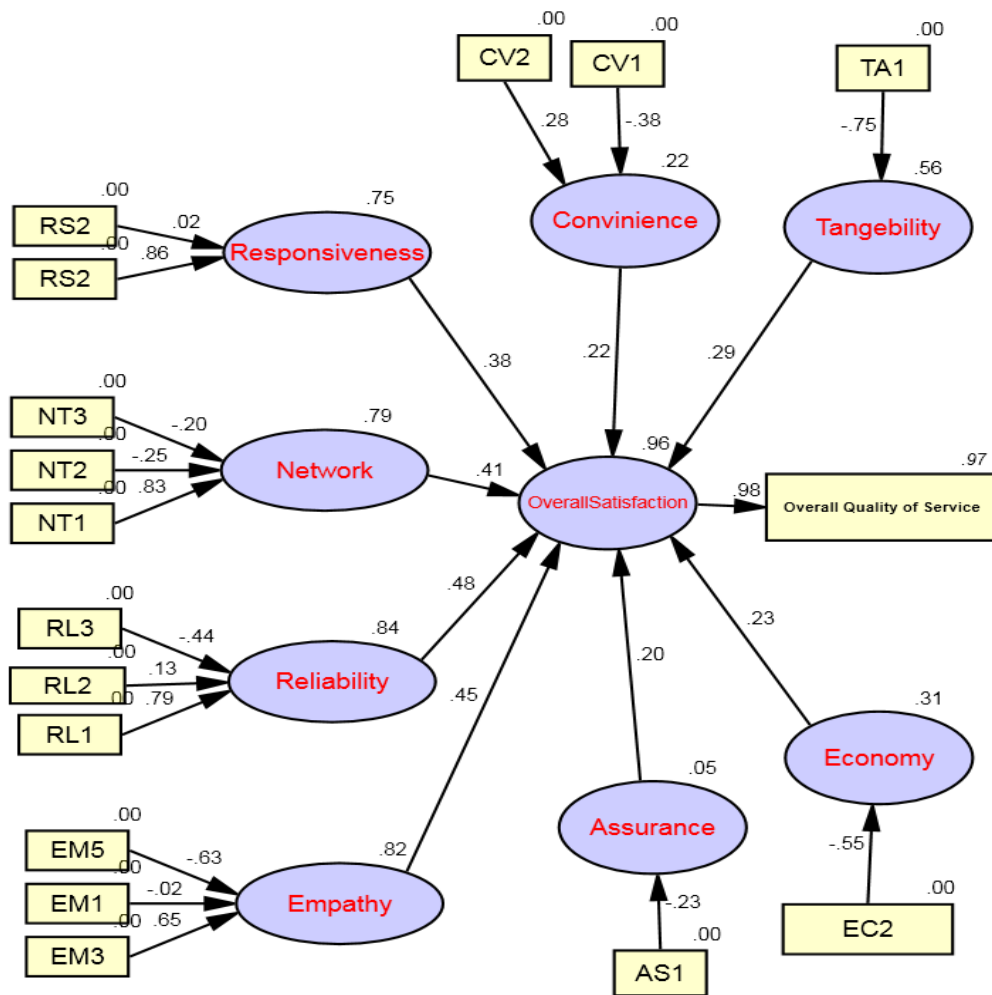 .00
.00
.00
CV2
CV1
TA1
.28
-.38
-.75
.22
.56
Convinience
Tangebility
.00
.75
RS2
.02
.00
.86
RS2
Responsiveness
.38
.22
.29
.00
NT3
-.20
.79
.00
NT2
-.25
.00
NT1
.83
Network
.41
.96
OverallSatisfaction
.98
.97
Overall Quality of Service
.00
RL3
-.44
.84
.00
RL2
.13
.00
RL1
.79
Reliability
.48
.45
.20
.23
.31
Economy
.05
Assurance
-.55
.00
EC2
-.23
.00
AS1
.00
EM5
-.63
.82
.00
EM1
-.02
.00
EM3
.65
Empathy